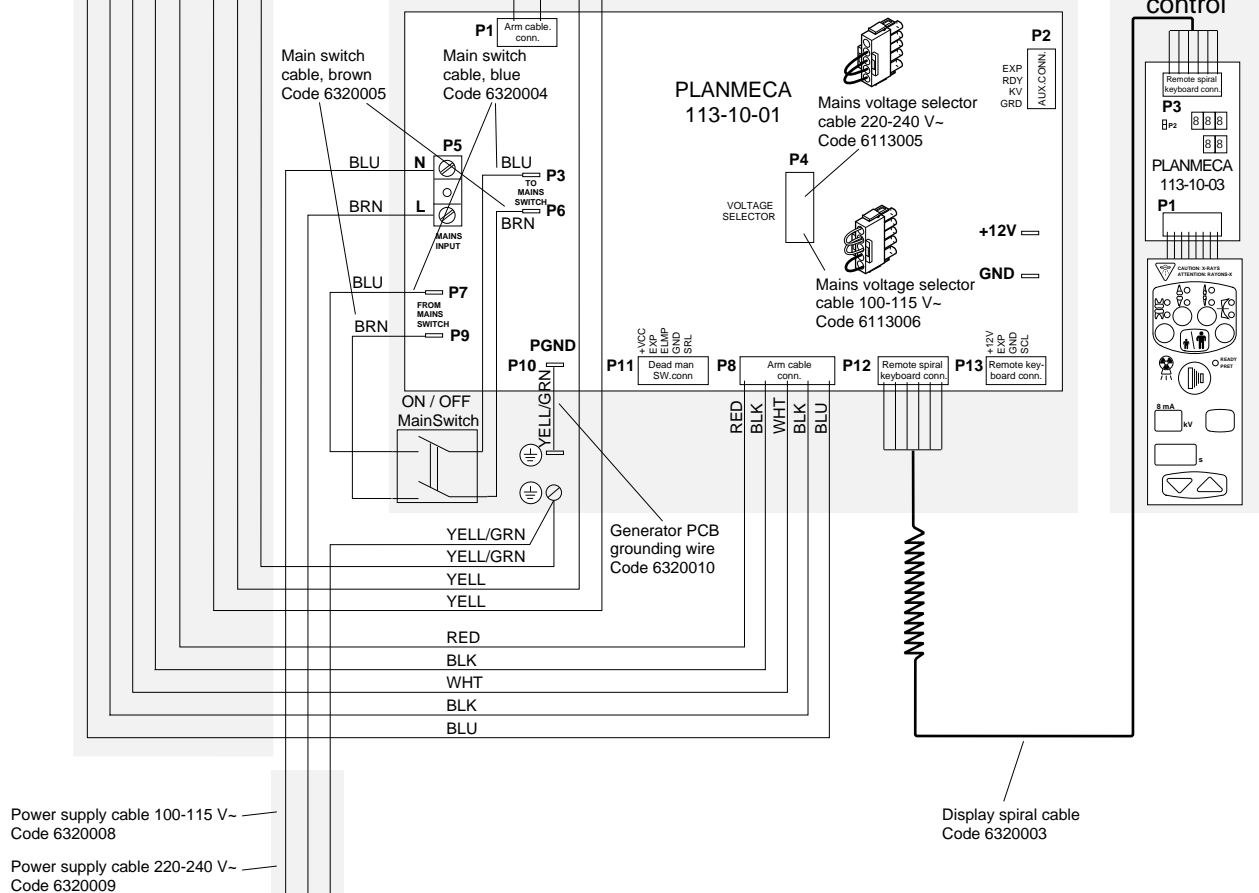 control
P1
Arm cable.
conn.
Main switch
cable, brown
Code 6320005
Main switch
cable, blue
Code 6320004
PLANMECA
113-10-01
Mains voltage selector
cable 220-240 V~
Code 6113005
P2
EXP
RDY
KV
GRD
AUX.CONN.
Remote spiral
keyboard conn.
P3
P2
8 8 8
8 8
PLANMECA
113-10-03
P1
P5
BLU
N
BRN
L
MAINS
INPUT
BLU
P3
TO
MAINS
SWITCH
P6
BRN
P4
VOLTAGE
SELECTOR
+12V
GND
Mains voltage selector
cable 100-115 V~
Code 6113006
BLU
P7
FROM
MAINS
SWITCH
BRN
P9
CAUTION: X-RAYS
ATTENTION: RAYONS-X
READY
PRET
8 mA
kV
s
PGND
P10
YELL/GRN
P11
+VCC
EXP
ELMP
GND
SRL
Dead man
SW.conn
P8
Arm cable
conn.
P12
Remote spiral
keyboard conn.
P13
+12V
EXP
GND
SCL
Remote key-
board conn.
ON / OFF
MainSwitch
RED
BLK
WHT
BLK
BLU
Generator PCB
grounding wire
Code 6320010
YELL/GRN
YELL/GRN
YELL
YELL
RED
BLK
WHT
BLK
BLU
Power supply cable 100-115 V~
Code 6320008
Power supply cable 220-240 V~
Code 6320009
Display spiral cable
Code 6320003